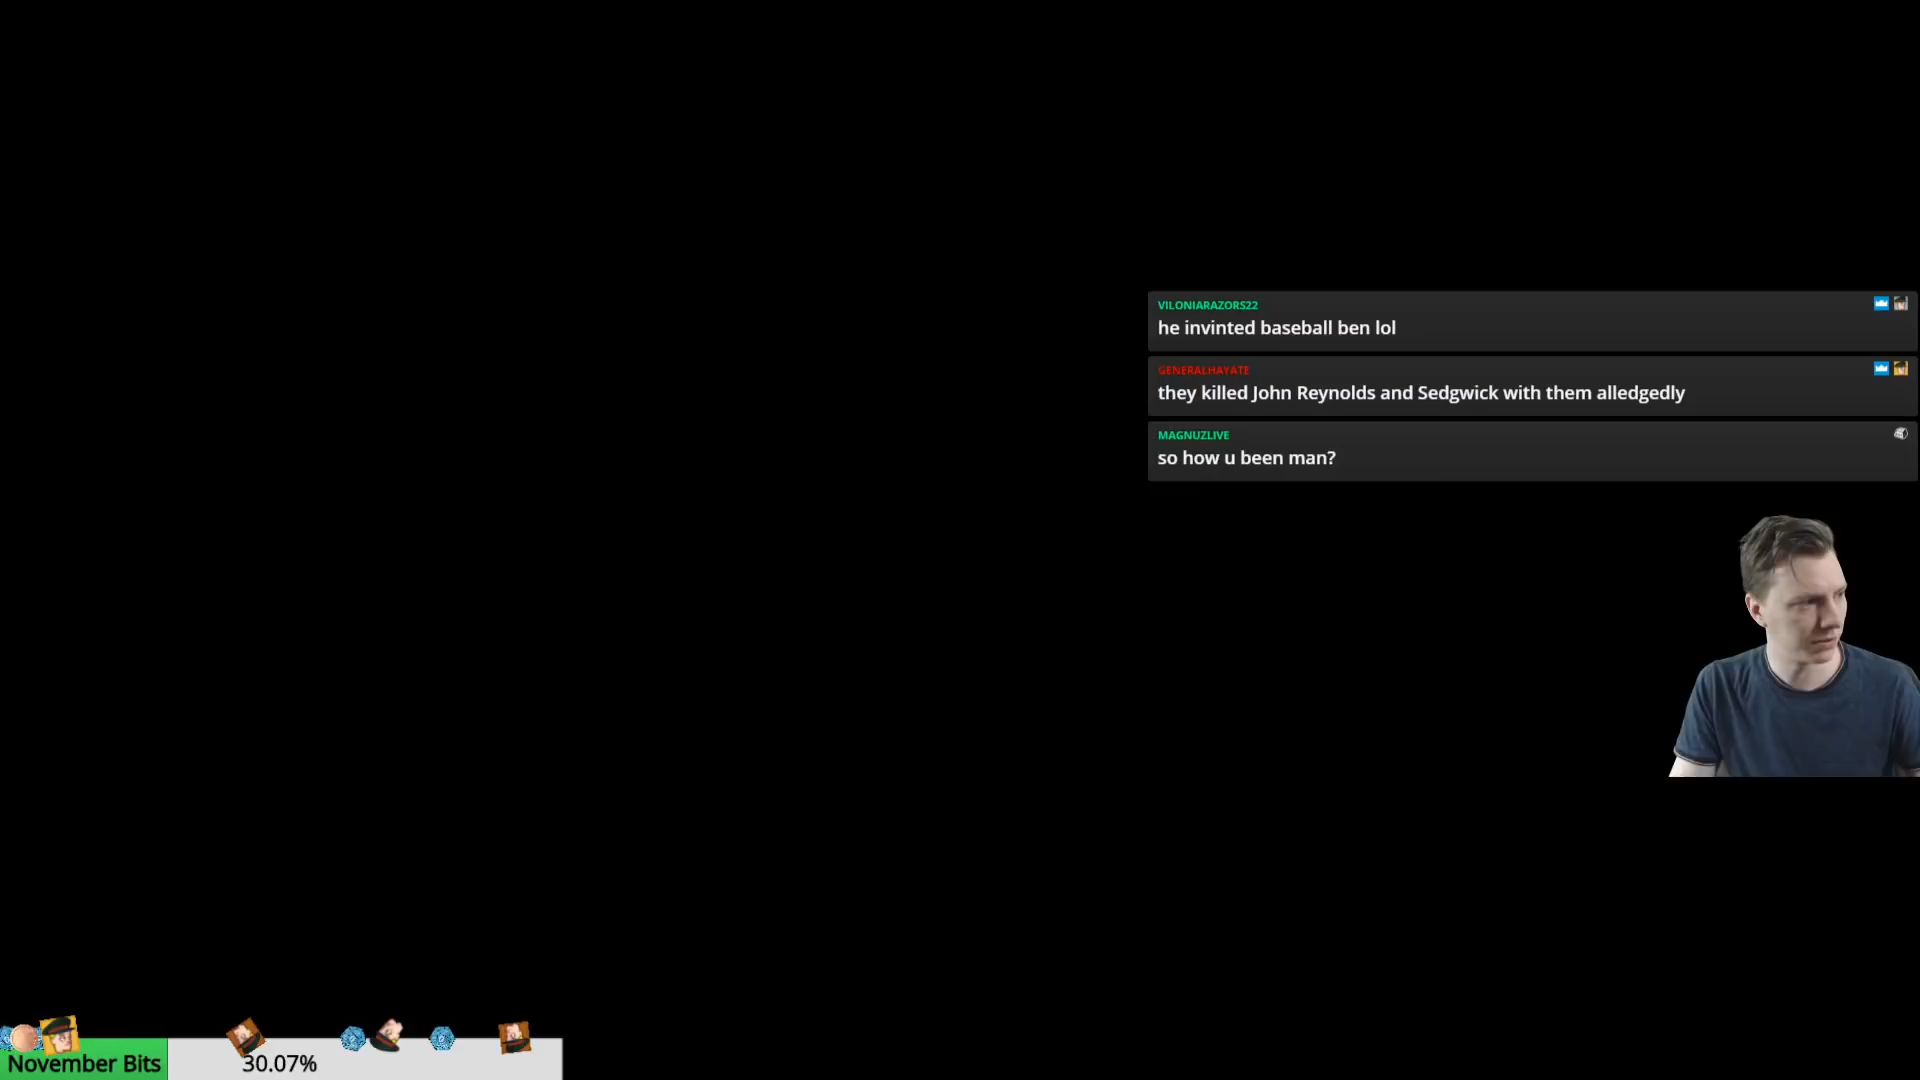 VILONIARAZORS22
he invinted baseball ben lol
GENERALHAYATE
they killed John Reynolds and Sedgwick with them alledgedly
MAGNUZLIVE
so how u been man?
November Bits
30.07%